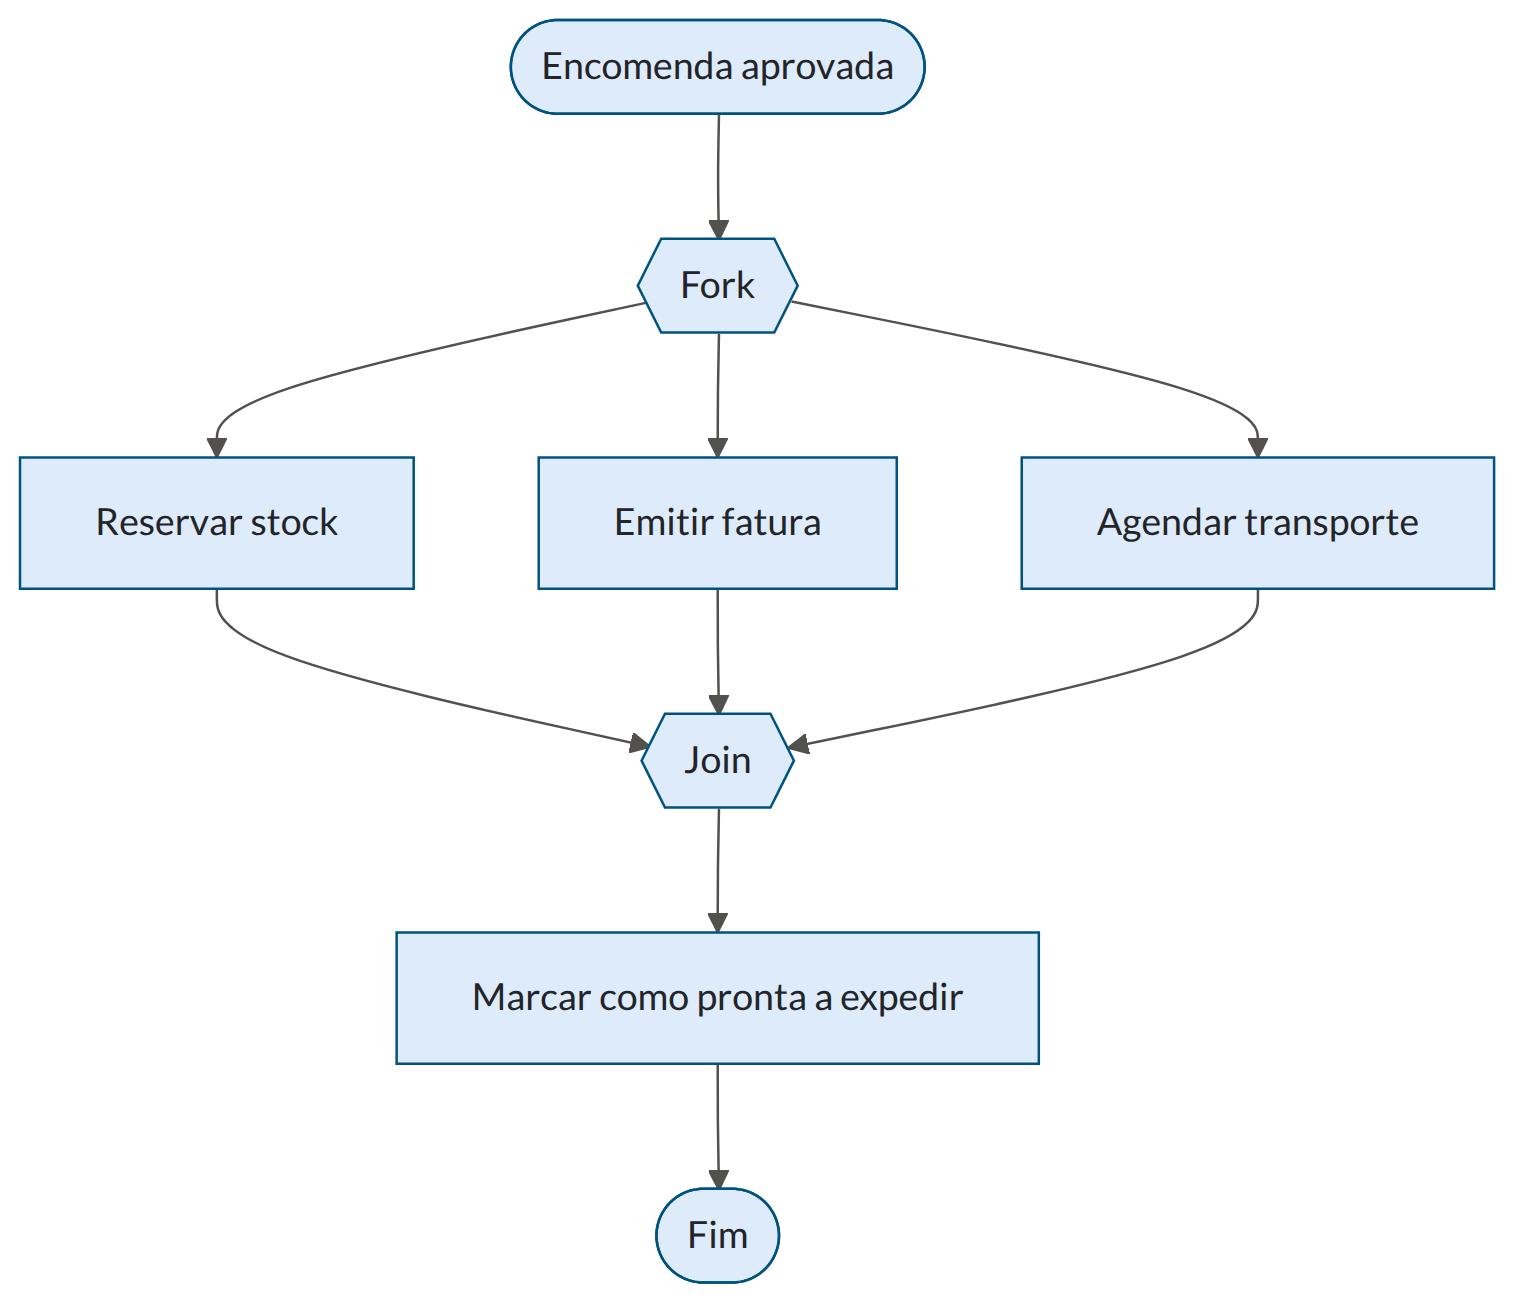 Encomenda aprovada
Fork
Reservar stock
Emitir fatura
Agendar transporte
Join
Marcar como pronta a expedir
Fim